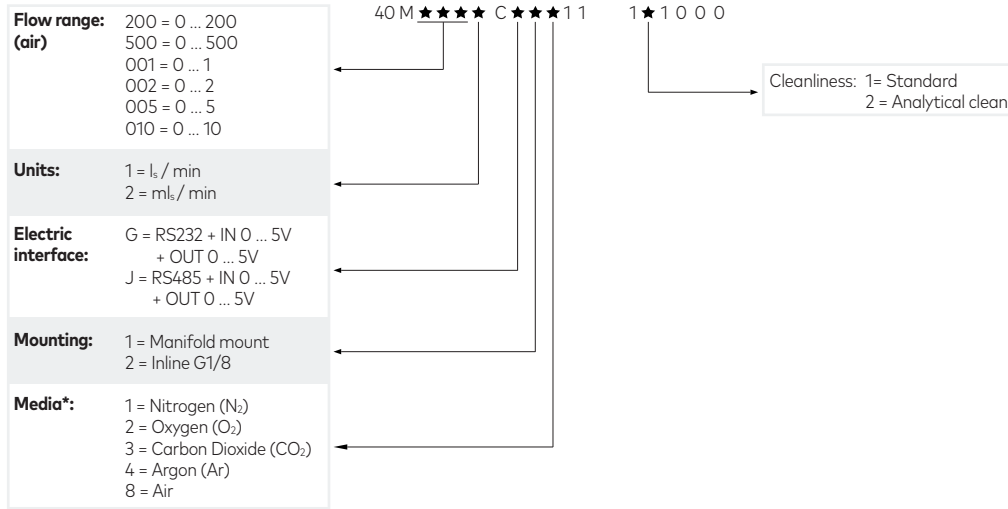 40 M ★ ★ ★ ★ C ★ ★ ★ 1 1 1 ★ 1 0 0 0
Flow range: 200 = 0 ... 200
(air) 500 = 0 ... 500
001 = 0 ... 1
002 = 0 ... 2
005 = 0 ... 5
010 = 0 ... 10
Cleanliness: 1= Standard
2 = Analytical clean
Units: 1 = lₛ / min
2 = mlₛ / min
Electric G = RS232 + IN 0 ... 5V
interface: + OUT 0 ... 5V
J = RS485 + IN 0 ... 5V
+ OUT 0 ... 5V
Mounting: 1 = Manifold mount
2 = Inline G1/8
Media*: 1 = Nitrogen (N₂)
2 = Oxygen (O₂)
3 = Carbon Dioxide (CO₂)
4 = Argon (Ar)
8 = Air